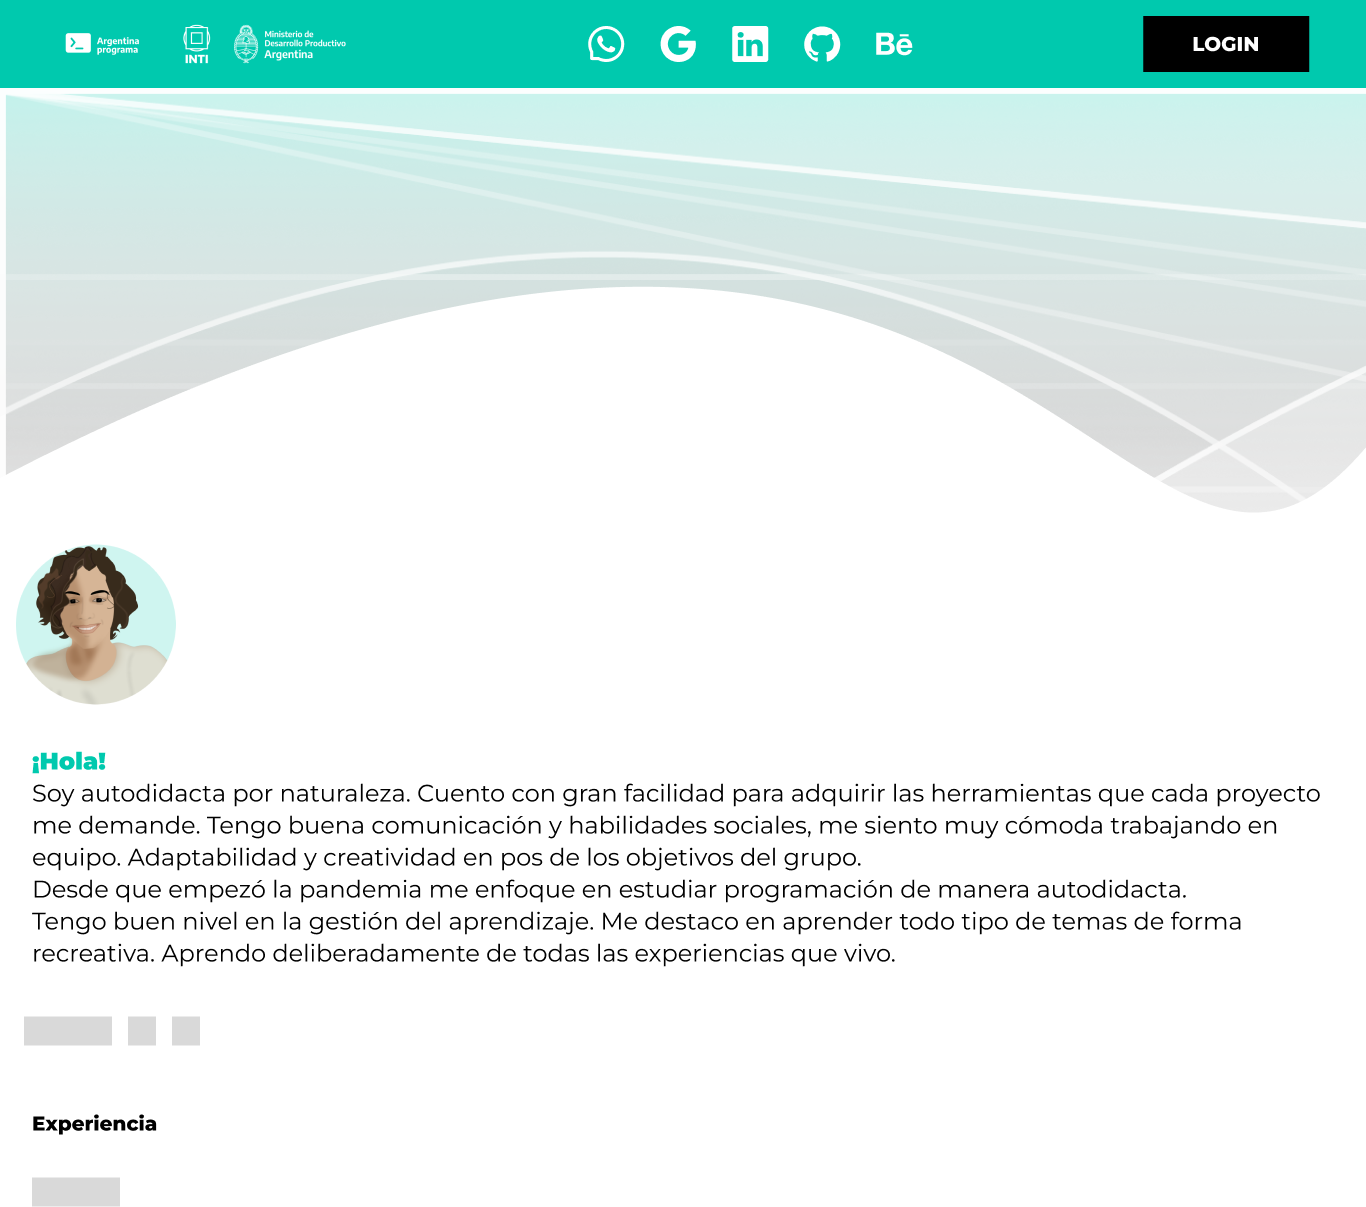 Argentina
programa
INTI
Ministerio de
Desarrollo Productivo
Argentina
Bē
LOGIN
¡Hola!
Soy autodidacta por naturaleza. Cuento con gran facilidad para adquirir las herramientas que cada proyecto
me demande. Tengo buena comunicación y habilidades sociales, me siento muy cómoda trabajando en
equipo. Adaptabilidad y creatividad en pos de los objetivos del grupo.
Desde que empezó la pandemia me enfoque en estudiar programación de manera autodidacta.
Tengo buen nivel en la gestión del aprendizaje. Me destaco en aprender todo tipo de temas de forma
recreativa. Aprendo deliberadamente de todas las experiencias que vivo.
Experiencia